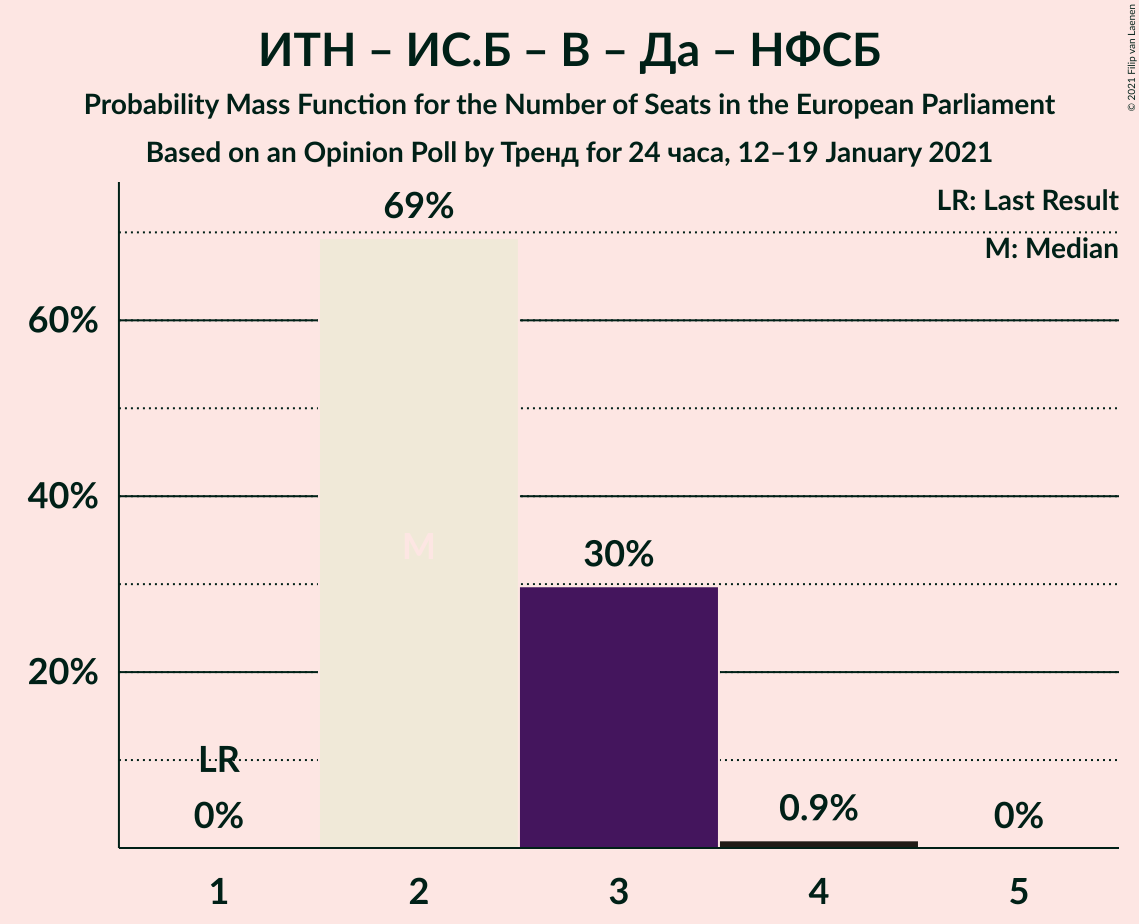 ИТН – ИС.Б – В – Да – НФСБ
Probability Mass Function for the Number of Seats in the European Parliament
Based on an Opinion Poll by Тренд for 24 часа, 12–19 January 2021
© 2021 Filip van Laenen
LR: Last Result
M: Median
69%
60%
40%
M
30%
20%
LR
0%
0.9%
0%
1
2
3
4
5